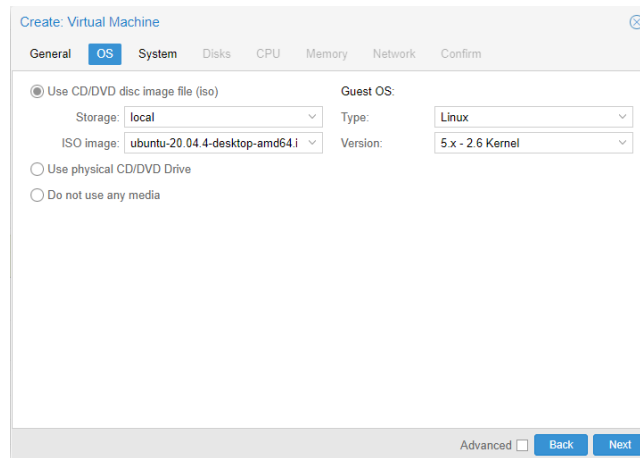 Create: Virtual Machine
General OS System Disks CPU Memory Network Confirm
Use CD/DVD disc image file (iso) Guest OS:
Storage: local Type: Linux
ISO image: ubuntu-20.04.4-desktop-amd64.i Version: 5.x - 2.6 Kernel
Use physical CD/DVD Drive
Do not use any media
Advanced Back Next